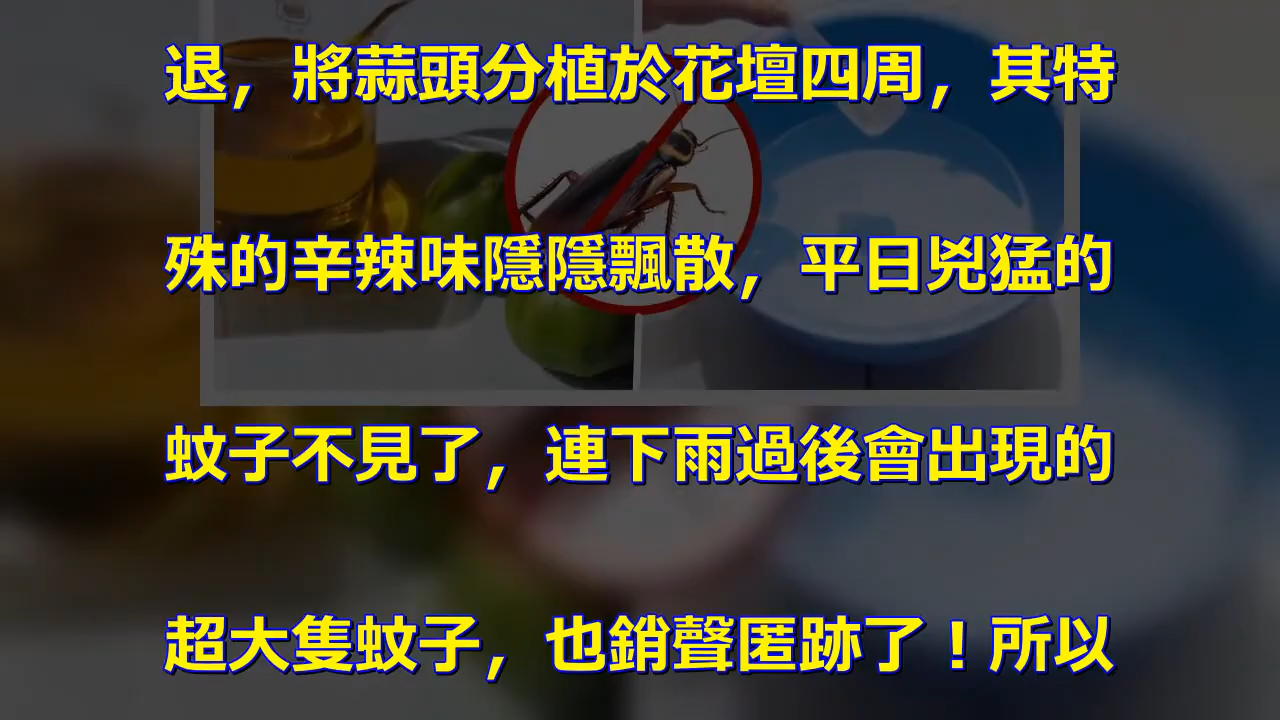 退，將蒜頭分植於花壇四周，其特
殊的辛辣味隱隱飄散，平日兇猛的
蚊子不見了，連下雨過後會出現的
超大隻蚊子，也銷聲匿跡了！所以